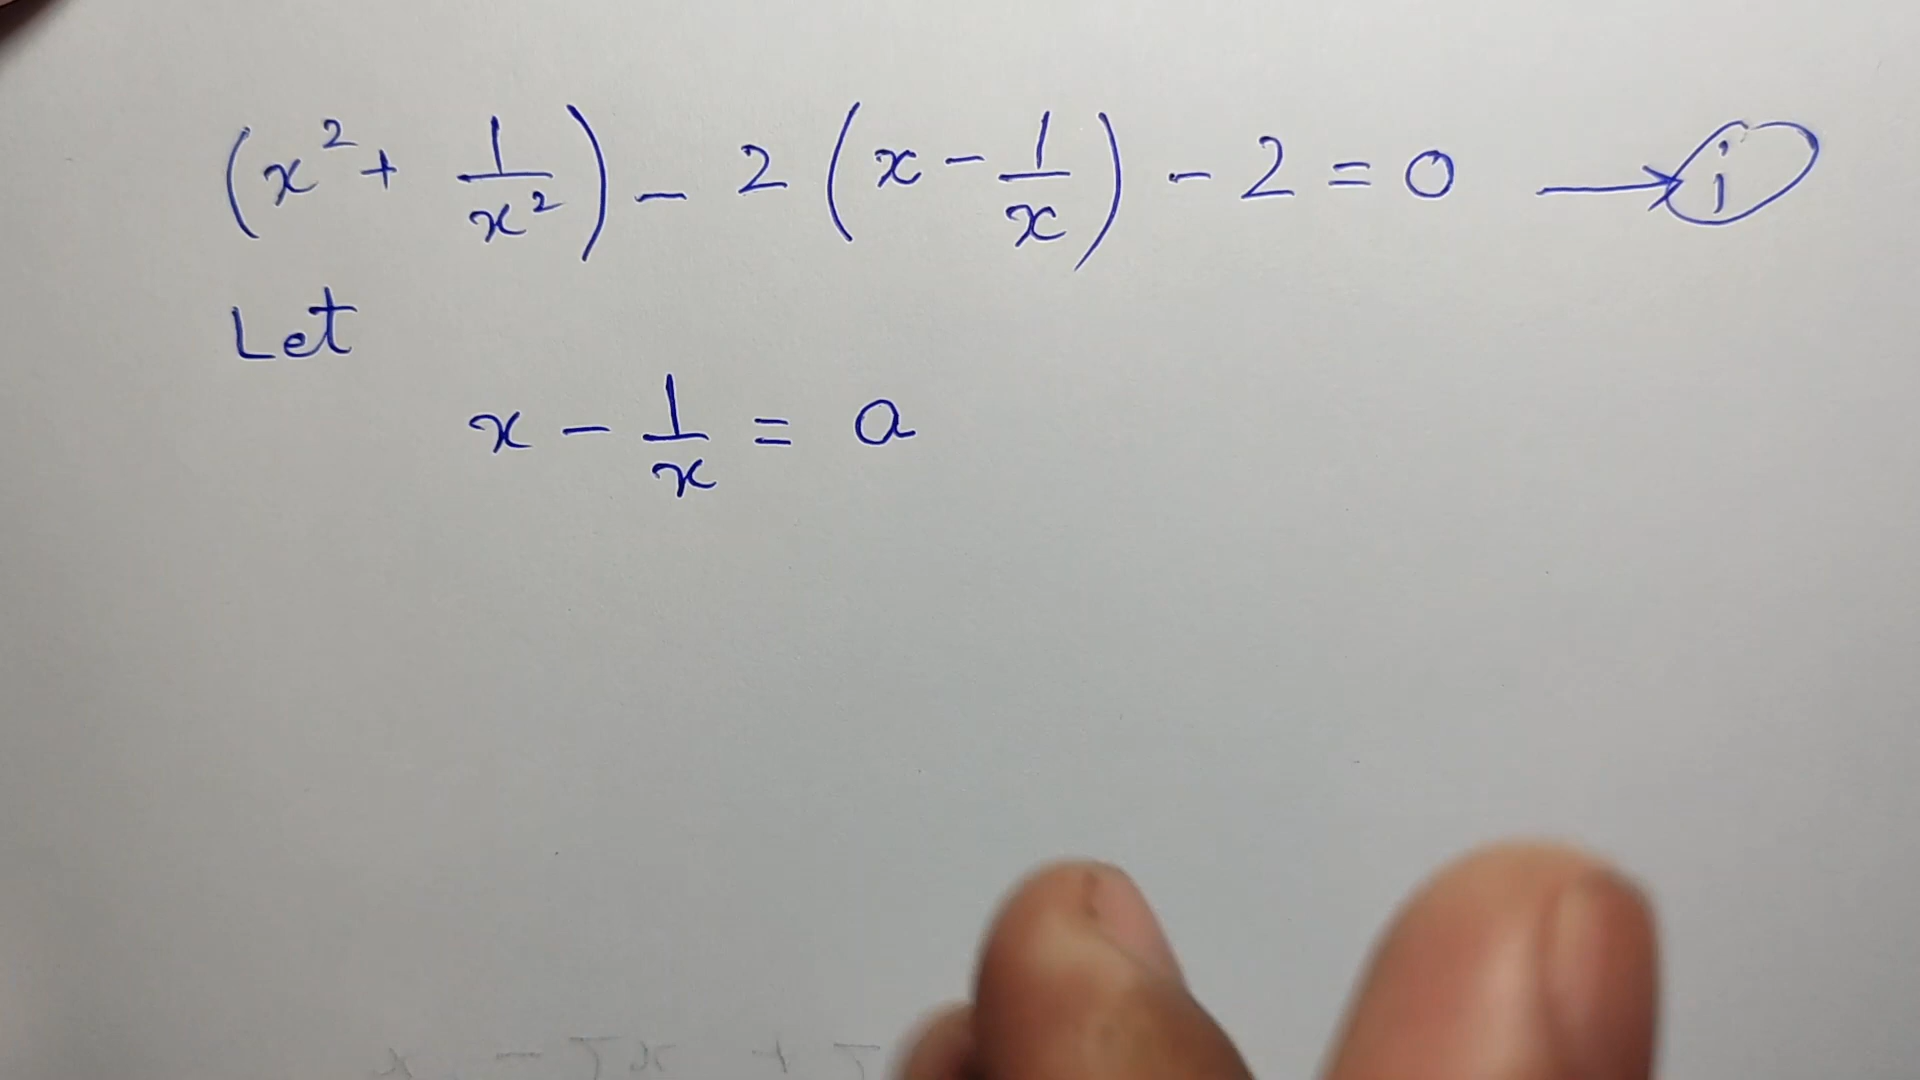 (x² + 1/x²) - 2 (x - 1/x) - 2 = 0 → i
Let
x - 1/x = a